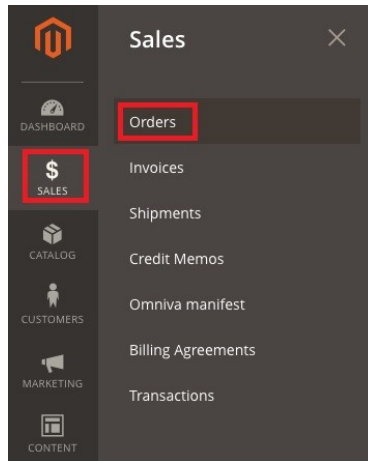 Sales
DASHBOARD
Orders
$
SALES
Invoices
Shipments
CATALOG
Credit Memos
CUSTOMERS
Omniva manifest
Billing Agreements
MARKETING
Transactions
CONTENT